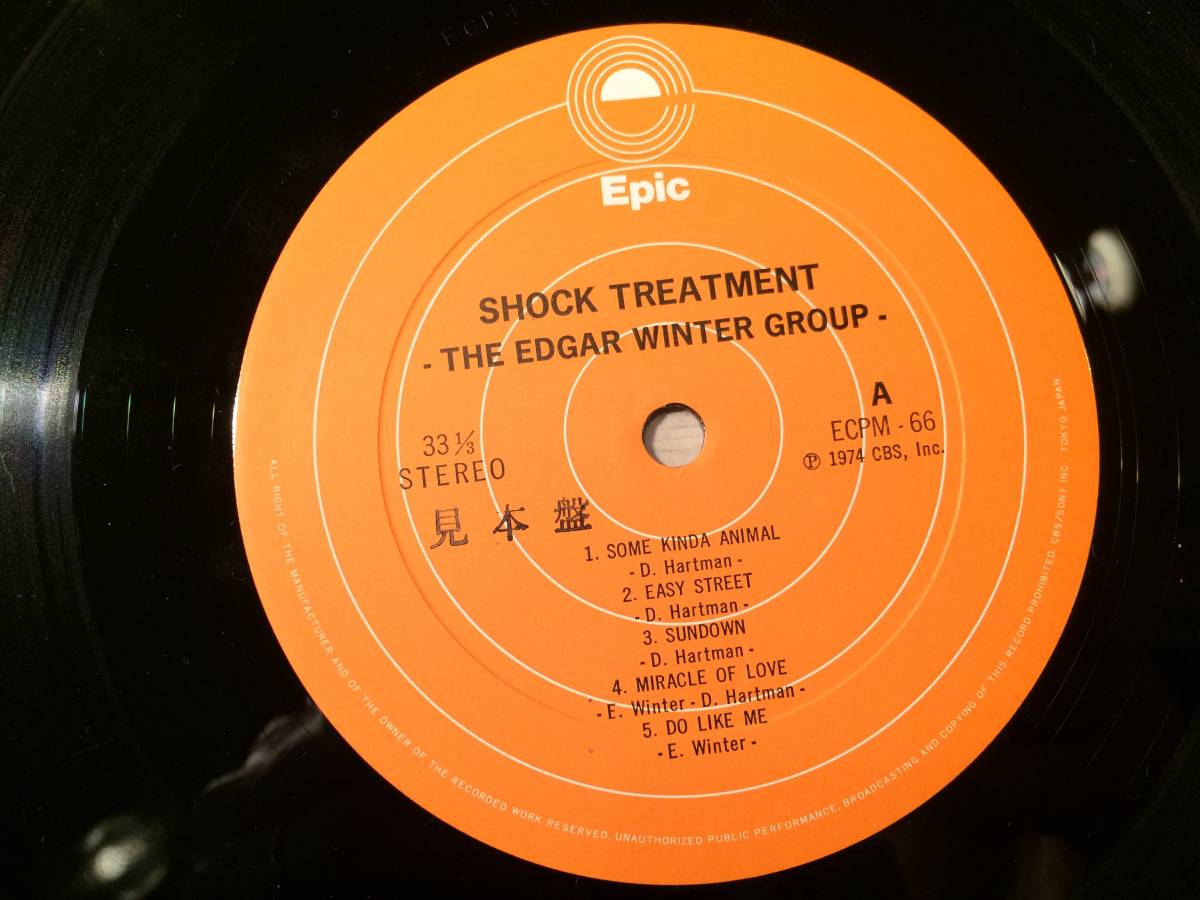 Epic
SHOCK TREATMENT
- THE EDGAR WINTER GROUP -
A
33 ⅓
STEREO
ECPM - 66
Ⓟ 1974 CBS, Inc.
見本盤
1. SOME KINDA ANIMAL
- D. Hartman -
2. EASY STREET
- D. Hartman -
3. SUNDOWN
- D. Hartman -
4. MIRACLE OF LOVE
- E. Winter - D. Hartman -
5. DO LIKE ME
- E. Winter -
ALL RIGHT OF THE MANUFACTURER AND OF THE OWNER OF THE RECORDED WORK RESERVED. UNAUTHORIZED PUBLIC PERFORMANCE, BROADCASTING AND COPYING OF THIS RECORD PROHIBITED. CBS/SONY INC TOKYO JAPAN